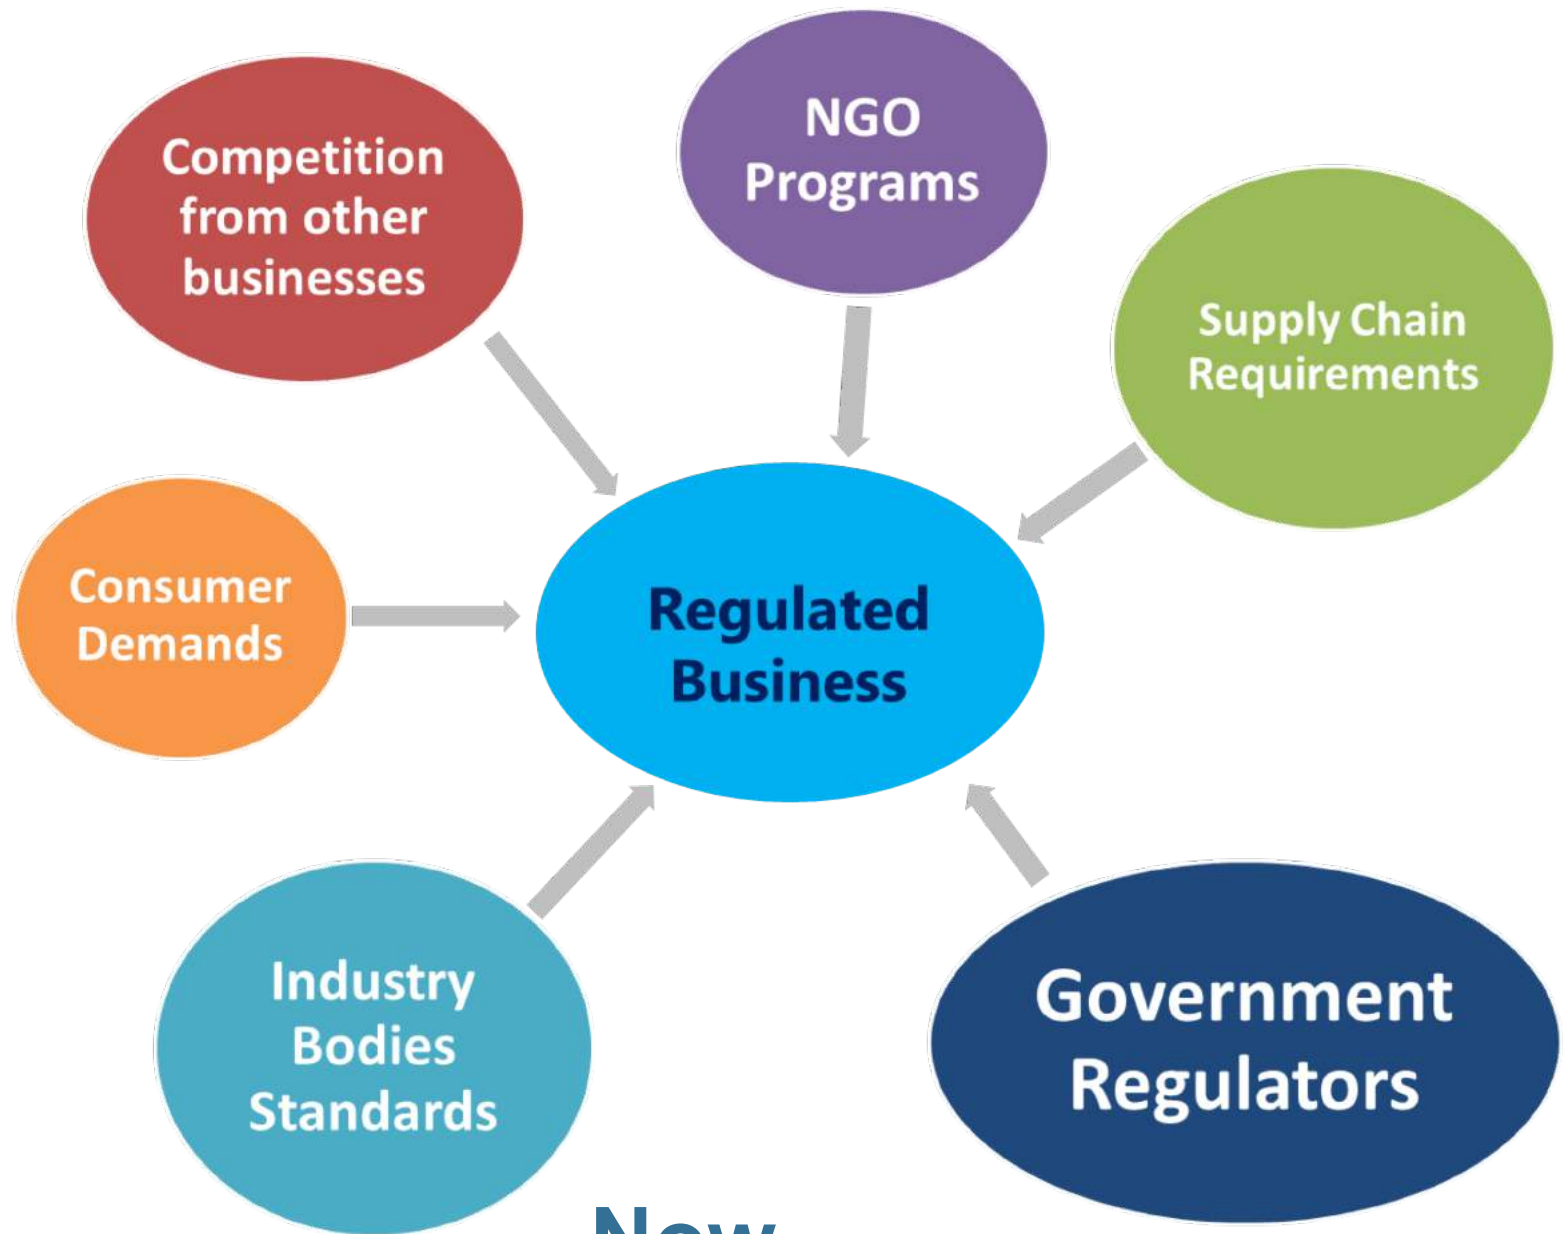 NGO
Programs
Competition
from other
businesses
Supply Chain
Requirements
Consumer
Demands
Regulated
Business
Industry
Bodies
Standards
Government
Regulators